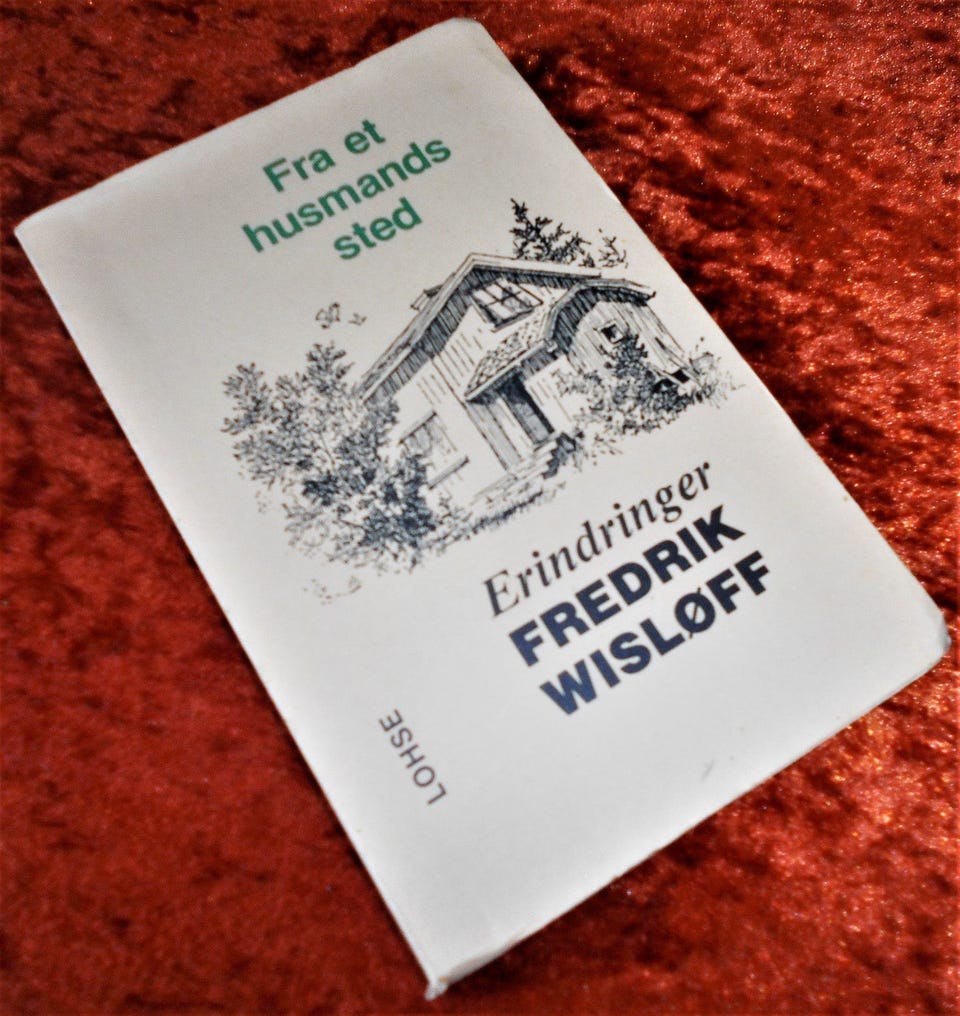 Fra et
husmands
sted
Erindringer
FREDRIK
WISLØFF
LOHSE